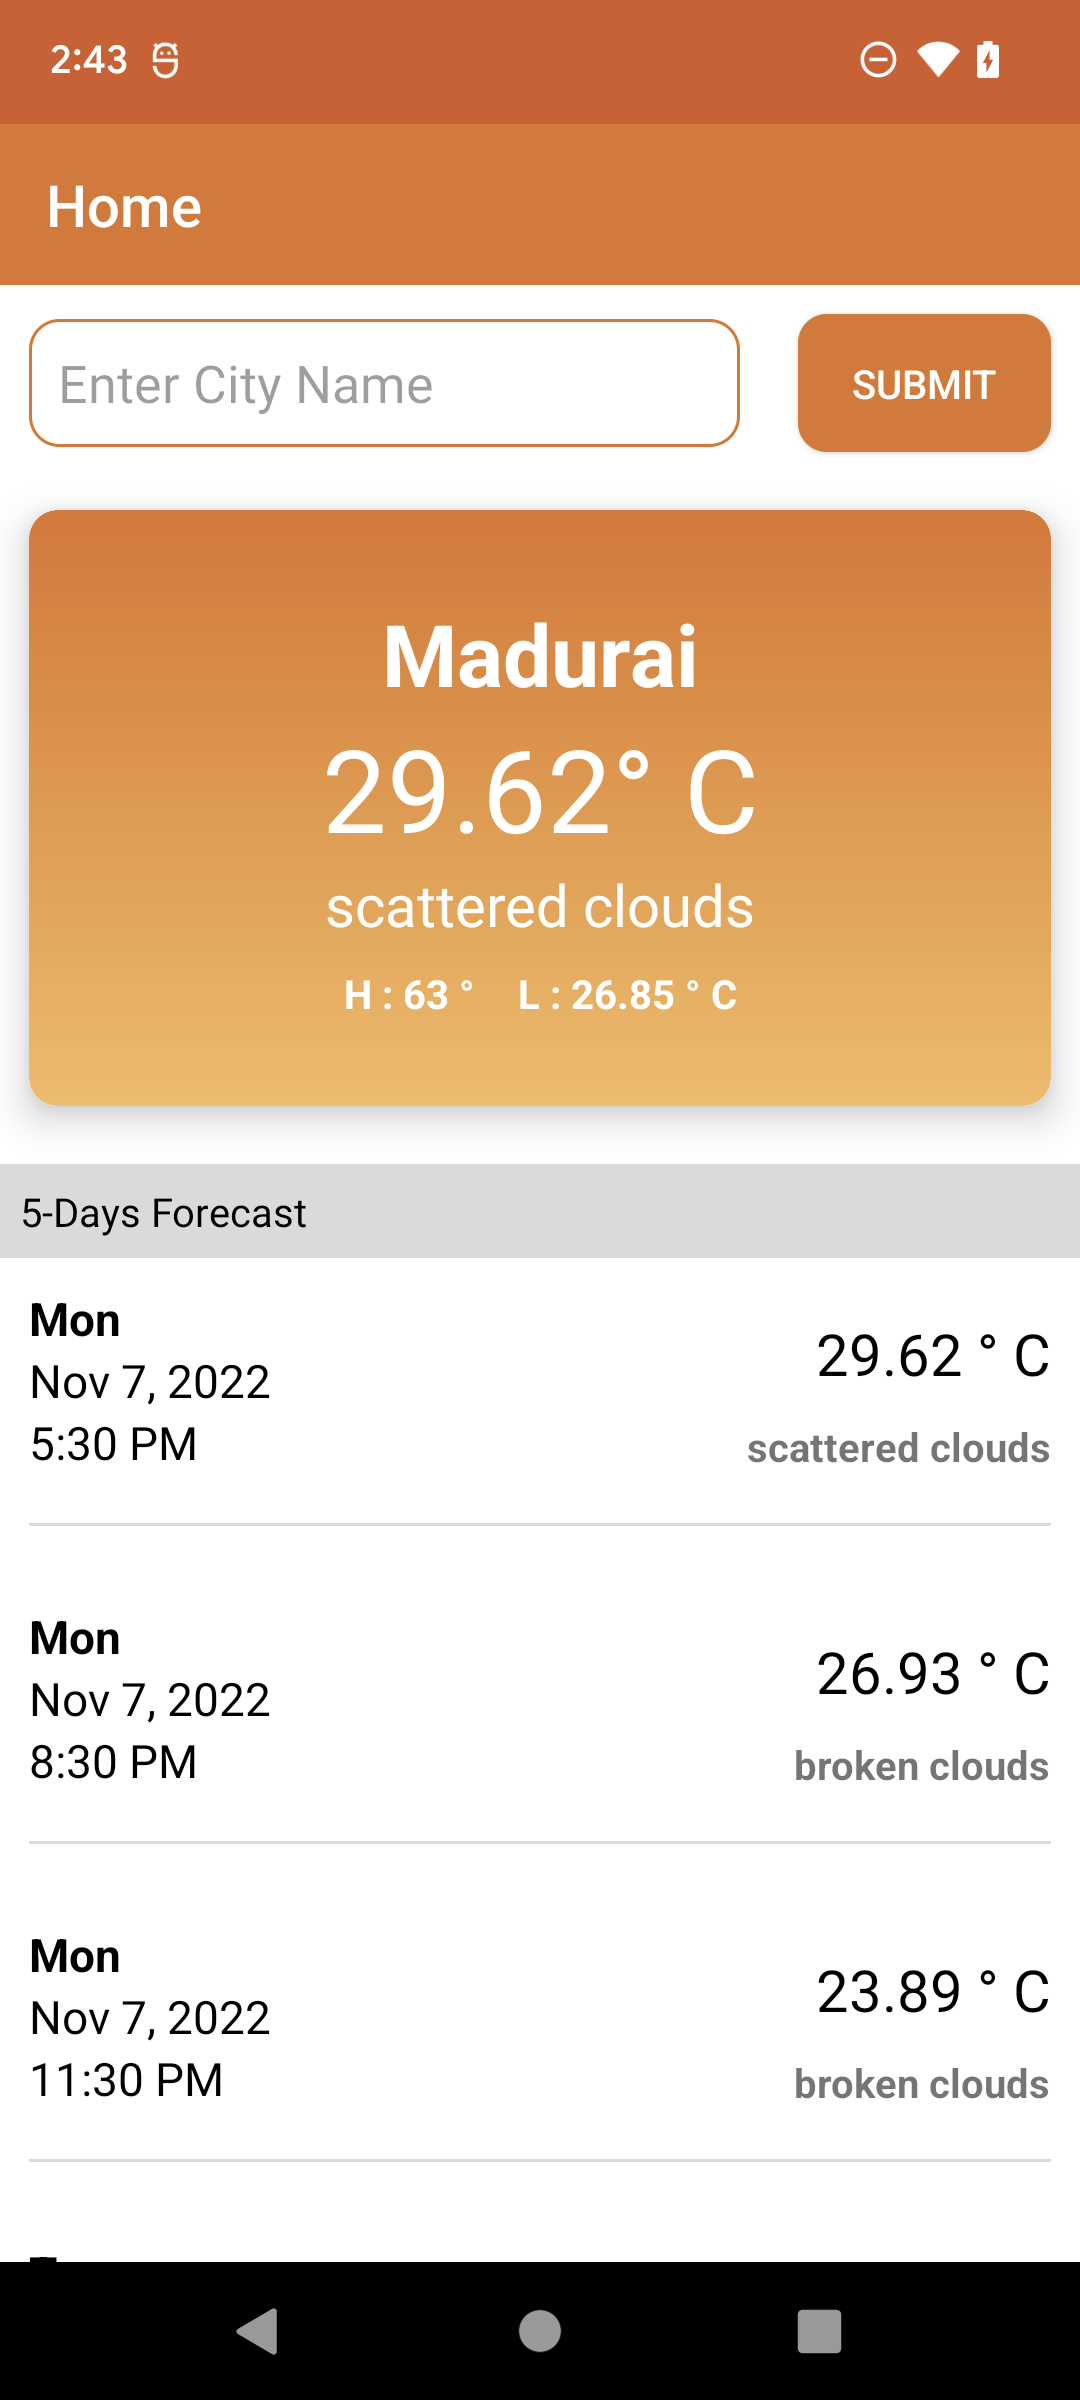 2:43
Home
Enter City Name
SUBMIT
Madurai
29.62° C
scattered clouds
H : 63 ° L : 26.85 ° C
5-Days Forecast
Mon
Nov 7, 2022
5:30 PM
29.62 ° C
scattered clouds
Mon
Nov 7, 2022
8:30 PM
26.93 ° C
broken clouds
Mon
Nov 7, 2022
11:30 PM
23.89 ° C
broken clouds